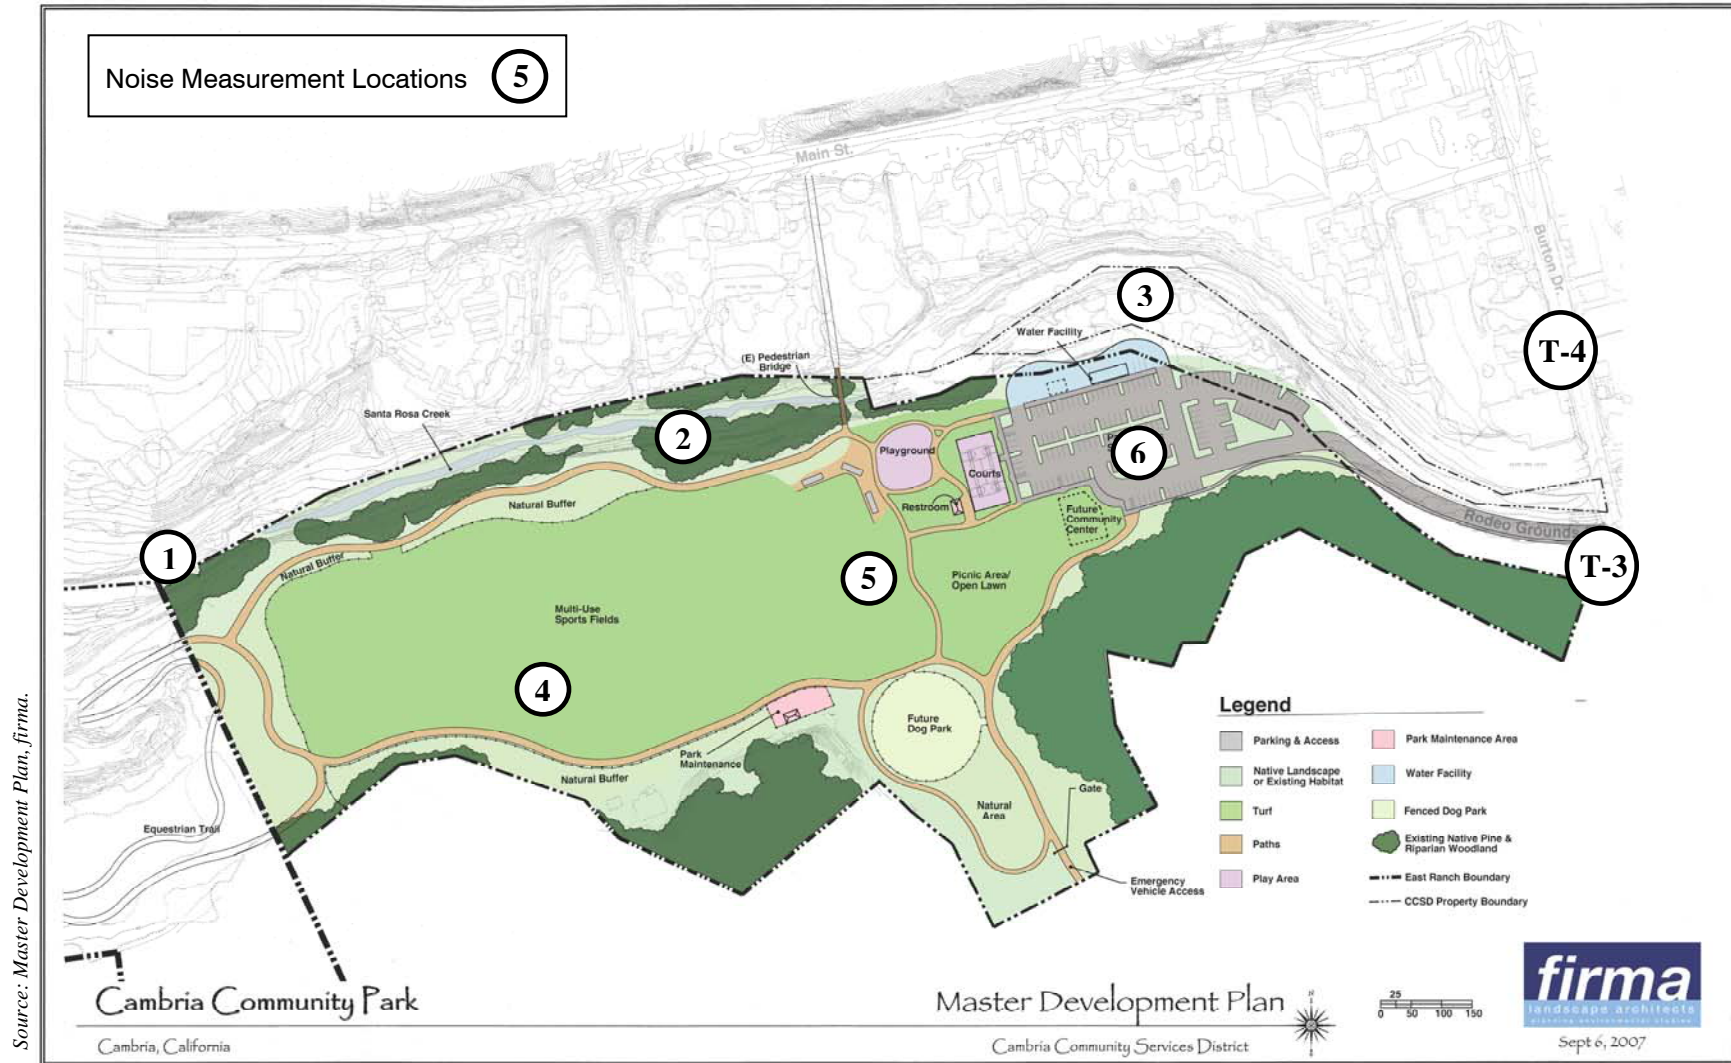 Noise Measurement Locations 5
Main St.
Burton Dr.
3
T-4
Water Facility
(E) Pedestrian
Bridge
Santa Rosa Creek
2
Playground
6
Courts
Natural Buffer
Restroom
Future
Community
Center
Rodeo Grounds
1
Natural Buffer
T-3
5
Picnic Area/
Open Lawn
Multi-Use
Sports Fields
4
Future
Dog Park
Park
Maintenance
Natural Buffer
Natural
Area
Gate
Equestrian Trail
Emergency
Vehicle Access
Legend
Parking & Access
Native Landscape
or Existing Habitat
Turf
Paths
Play Area
Park Maintenance Area
Water Facility
Fenced Dog Park
Existing Native Pine &
Riparian Woodland
East Ranch Boundary
CCSD Property Boundary
Source: Master Development Plan, firma.
Cambria Community Park
Cambria, California
Master Development Plan
Cambria Community Services District
N
25
0 50 100 150
firma
landscape architects
planning environmental studies
Sept 6, 2007